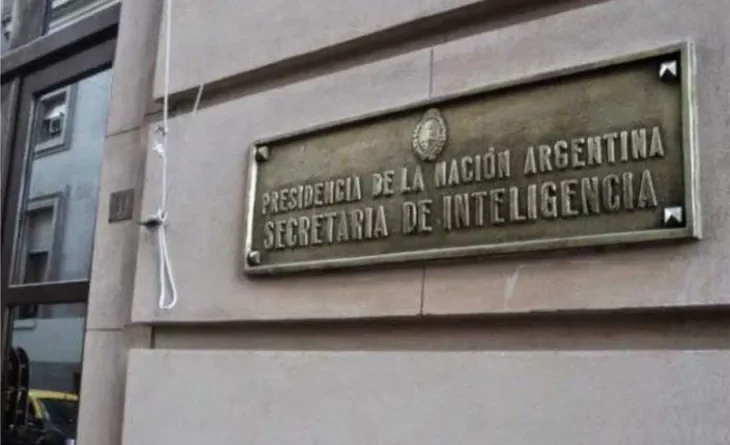 PRESIDENCIA DE LA NACIÓN ARGENTINA
SECRETARIA DE INTELIGENCIA